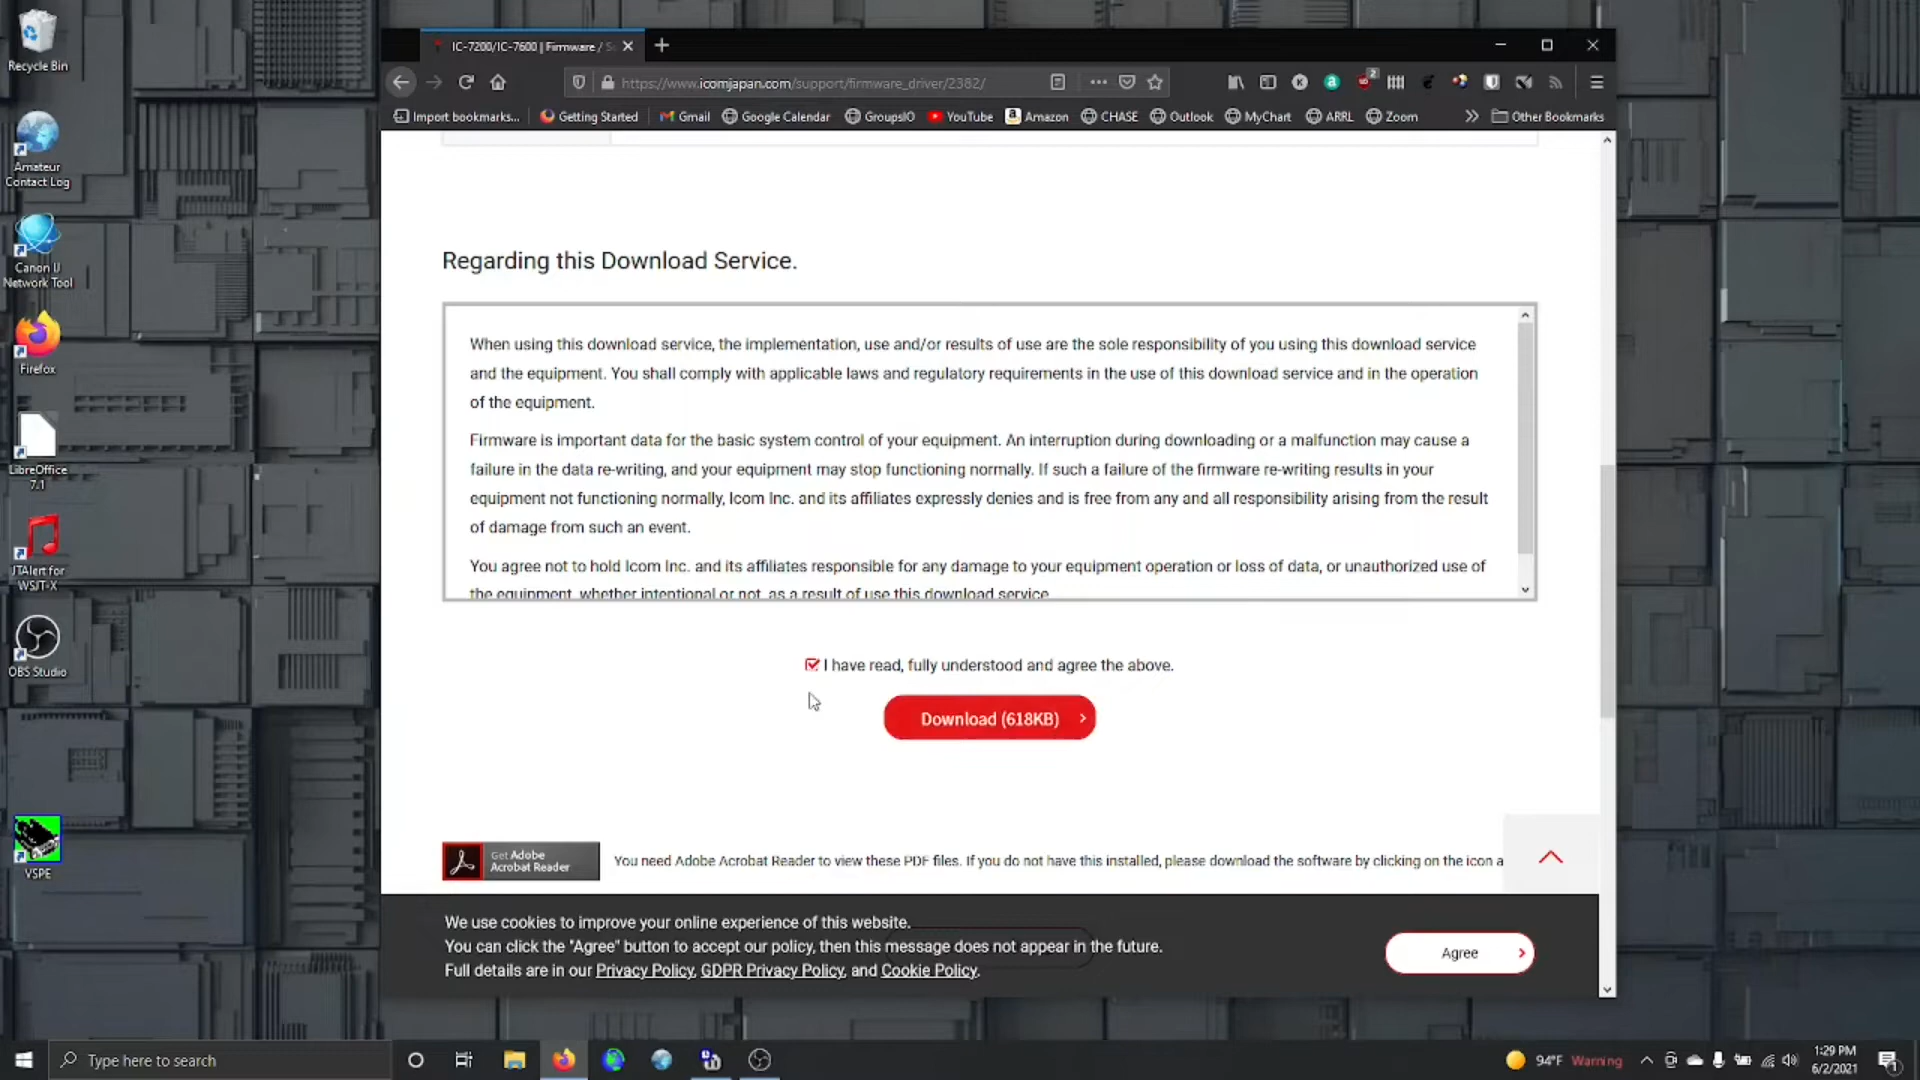 Recycle Bin
Amateur
Contact Log
Canon IJ
Network Tool
Firefox
LibreOffice
7.1
JTAlert for
WSJT-X
OBS Studio
VSPE
IC-7200/IC-7600 | Firmware / S
https://www.icomjapan.com/support/firmware_driver/2382/
2
Import bookmarks...
Getting Started
Gmail
Google Calendar
GroupsIO
YouTube
Amazon
CHASE
Outlook
MyChart
ARRL
Zoom
Other Bookmarks
Regarding this Download Service.
When using this download service, the implementation, use and/or results of use are the sole responsibility of you using this download service
and the equipment. You shall comply with applicable laws and regulatory requirements in the use of this download service and in the operation
of the equipment.
Firmware is important data for the basic system control of your equipment. An interruption during downloading or a malfunction may cause a
failure in the data re-writing, and your equipment may stop functioning normally. If such a failure of the firmware re-writing results in your
equipment not functioning normally, Icom Inc. and its affiliates expressly denies and is free from any and all responsibility arising from the result
of damage from such an event.
You agree not to hold Icom Inc. and its affiliates responsible for any damage to your equipment operation or loss of data, or unauthorized use of
the equipment, whether intentional or not, as a result of use this download service.
I have read, fully understood and agree the above.
Download (618KB)
Get Adobe
Acrobat Reader
You need Adobe Acrobat Reader to view these PDF files. If you do not have this installed, please download the software by clicking on the icon a
We use cookies to improve your online experience of this website.
You can click the "Agree" button to accept our policy, then this message does not appear in the future.
Full details are in our Privacy Policy, GDPR Privacy Policy, and Cookie Policy.
Agree
Type here to search
94°F Warning
1:29 PM
6/2/2021
1